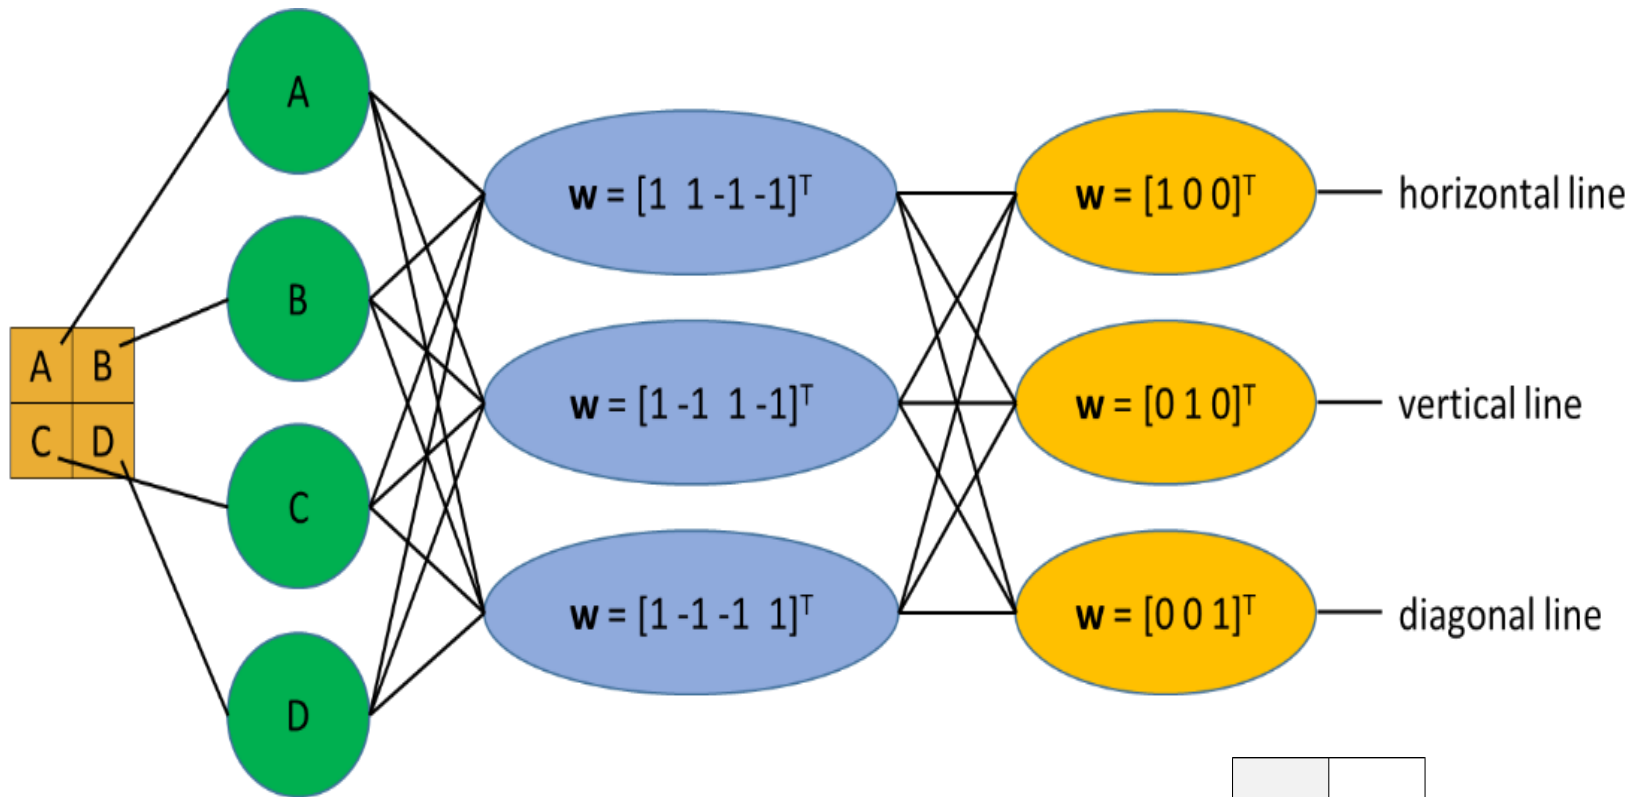 A B
C D
A
B
C
D
w = [1 1 -1 -1]ᵀ
w = [1 -1 1 -1]ᵀ
w = [1 -1 -1 1]ᵀ
w = [1 0 0]ᵀ
w = [0 1 0]ᵀ
w = [0 0 1]ᵀ
horizontal line
vertical line
diagonal line